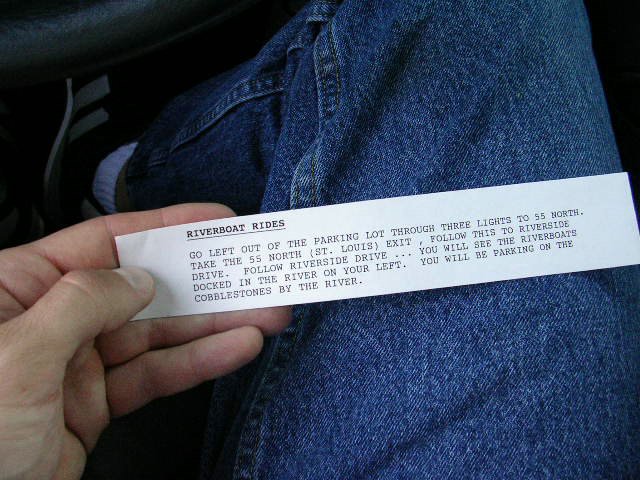 RIVERBOAT RIDES
GO LEFT OUT OF THE PARKING LOT THROUGH THREE LIGHTS TO 55 NORTH.
TAKE THE 55 NORTH (ST. LOUIS) EXIT , FOLLOW THIS TO RIVERSIDE
DRIVE. FOLLOW RIVERSIDE DRIVE ... YOU WILL SEE THE RIVERBOATS
DOCKED IN THE RIVER ON YOUR LEFT. YOU WILL BE PARKING ON THE
COBBLESTONES BY THE RIVER.